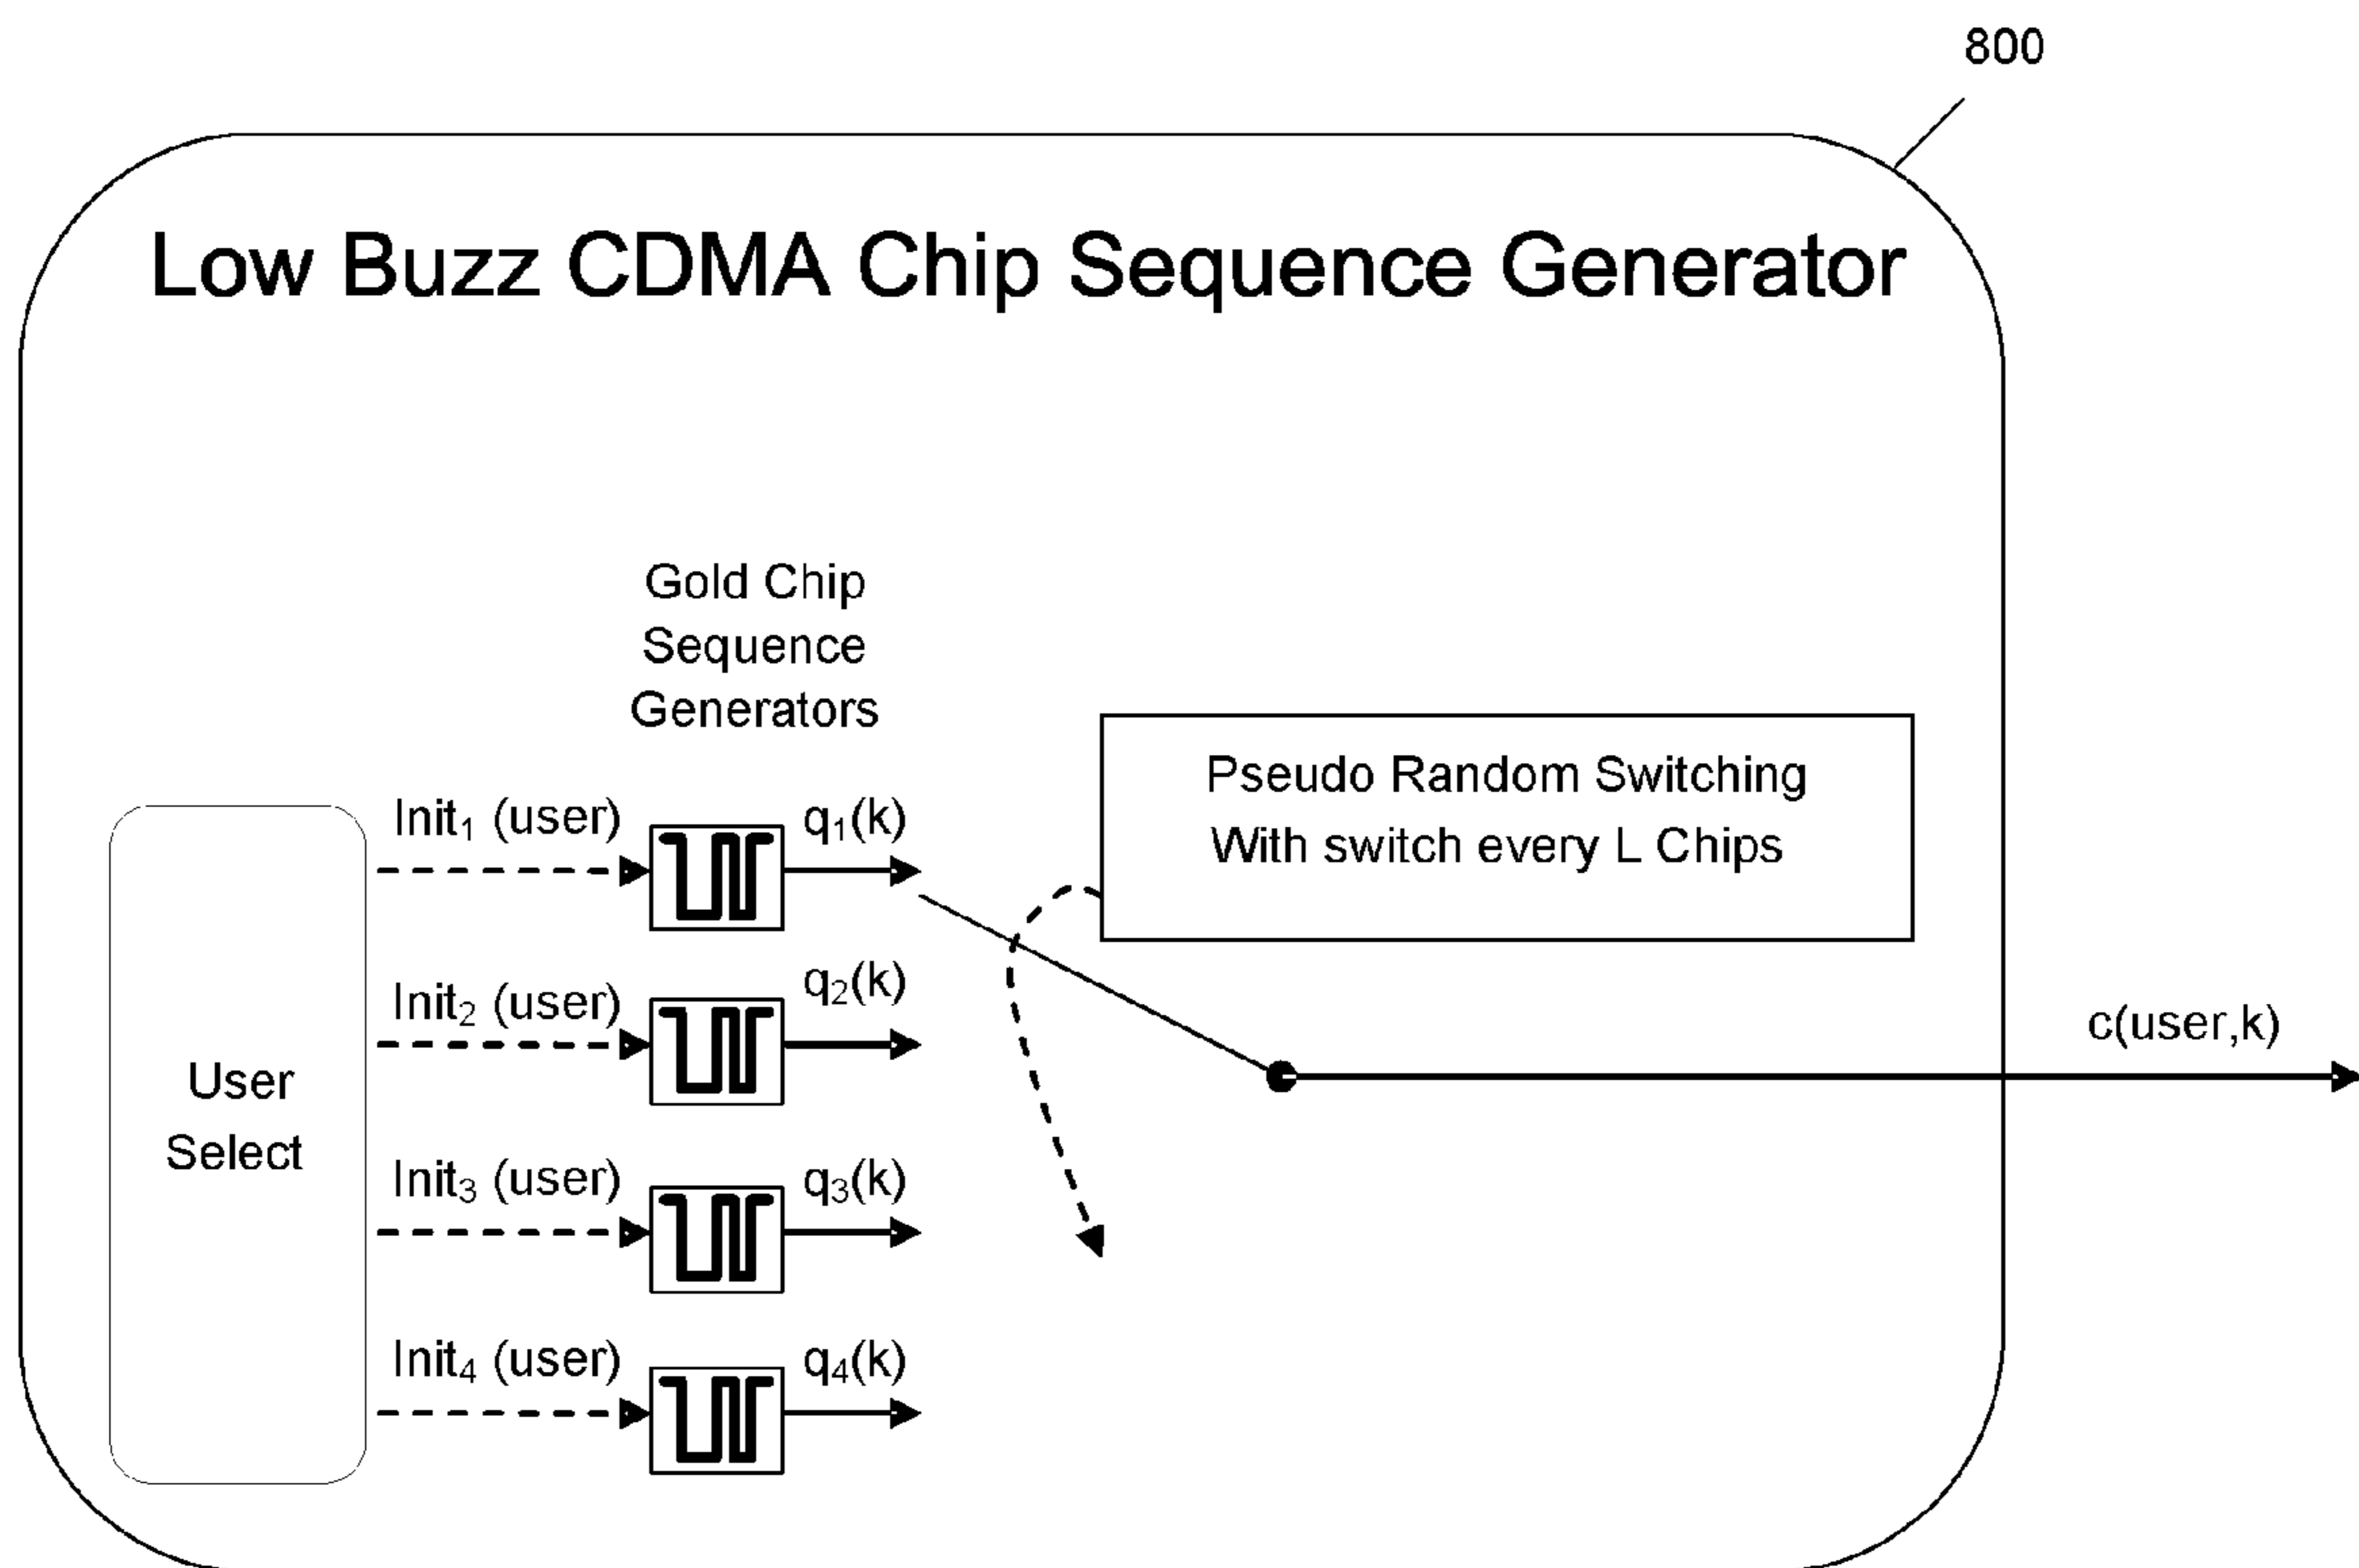 800
Low Buzz CDMA Chip Sequence Generator
Gold Chip
Sequence
Generators
Pseudo Random Switching
With switch every L Chips
Init₁ (user)
q₁(k)
Init₂ (user)
q₂(k)
c(user,k)
User
Select
Init₃ (user)
q₃(k)
Init₄ (user)
q₄(k)